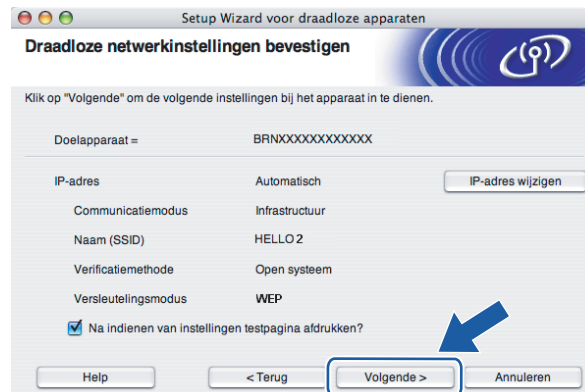 Setup Wizard voor draadloze apparaten
Draadloze netwerkinstellingen bevestigen
Klik op "Volgende" om de volgende instellingen bij het apparaat in te dienen.
Doelapparaat = BRNXXXXXXXXXXXX
IP-adres Automatisch IP-adres wijzigen
Communicatiemodus Infrastructuur
Naam (SSID) HELLO2
Verificatiemethode Open systeem
Versleutelingsmodus WEP
Na indienen van instellingen testpagina afdrukken?
Help < Terug Volgende > Annuleren